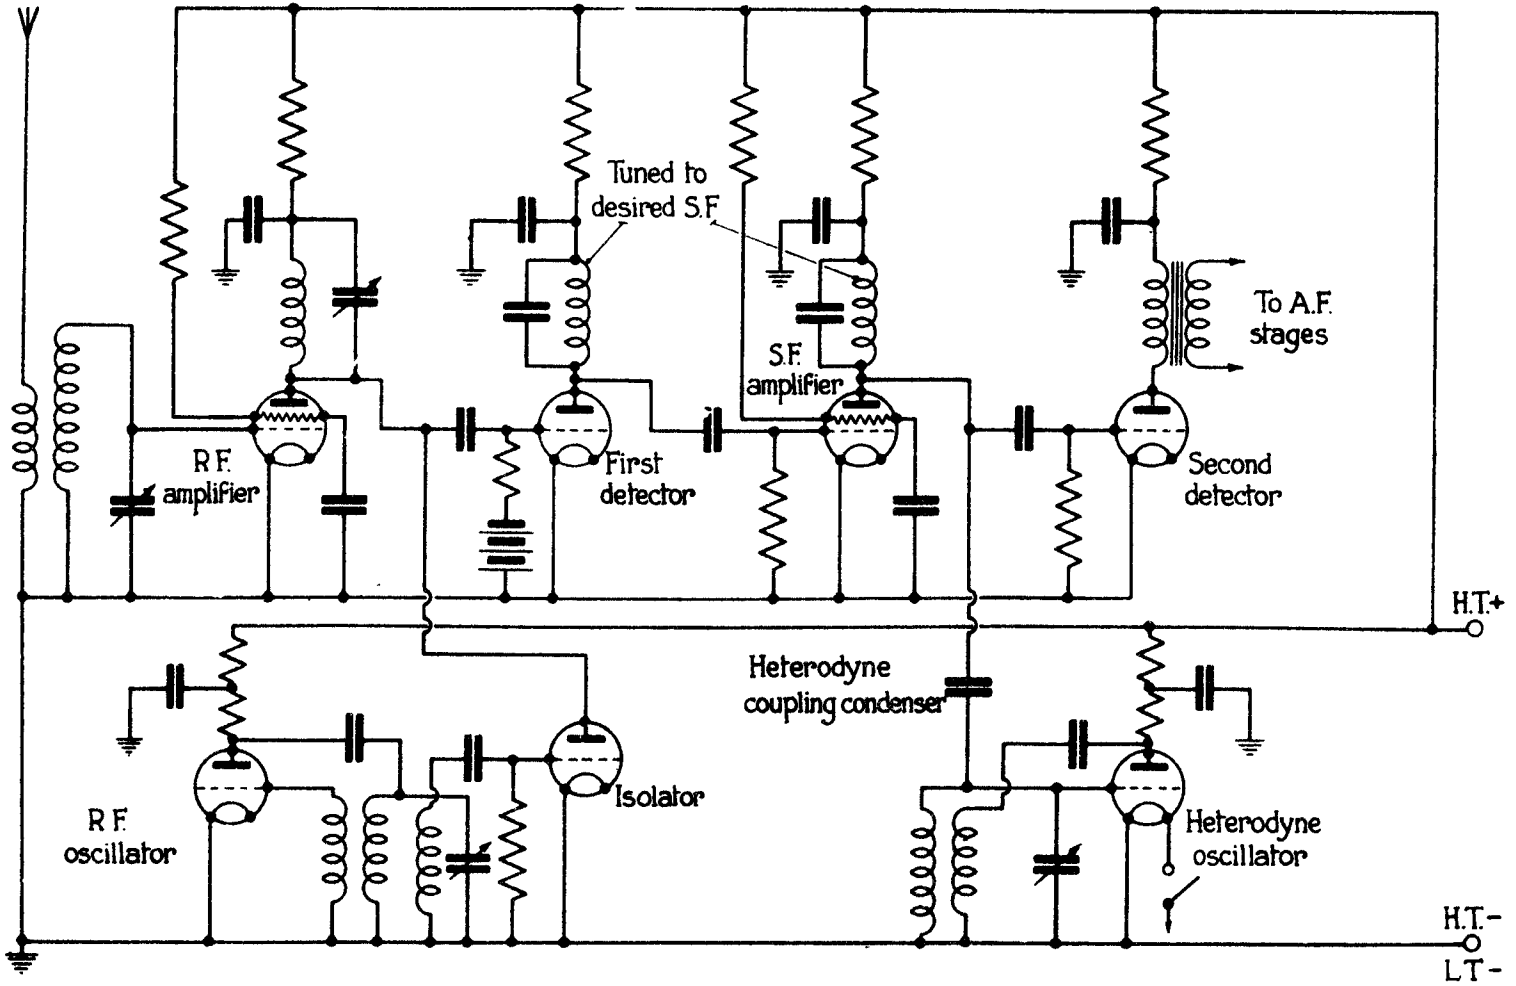 Tuned to
desired S.F
To A.F.
stages
S.F.
amplifier
R F.
amplifier
First
detector
Second
detector
H.T.+
Heterodyne
coupling condenser
Isolator
R F.
oscillator
Heterodyne
oscillator
H.T.-
L T -